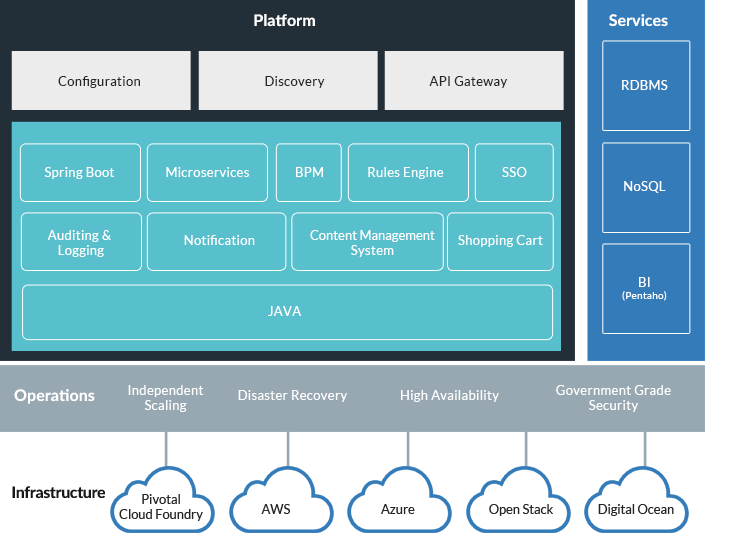 Platform
Services
Configuration
Discovery
API Gateway
RDBMS
Spring Boot
Microservices
BPM
Rules Engine
SSO
NoSQL
Auditing &
Logging
Notification
Content Management
System
Shopping Cart
BI
(Pentaho)
JAVA
Operations
Independent
Scaling
Disaster Recovery
High Availability
Government Grade
Security
Infrastructure
Pivotal
Cloud Foundry
AWS
Azure
Open Stack
Digital Ocean